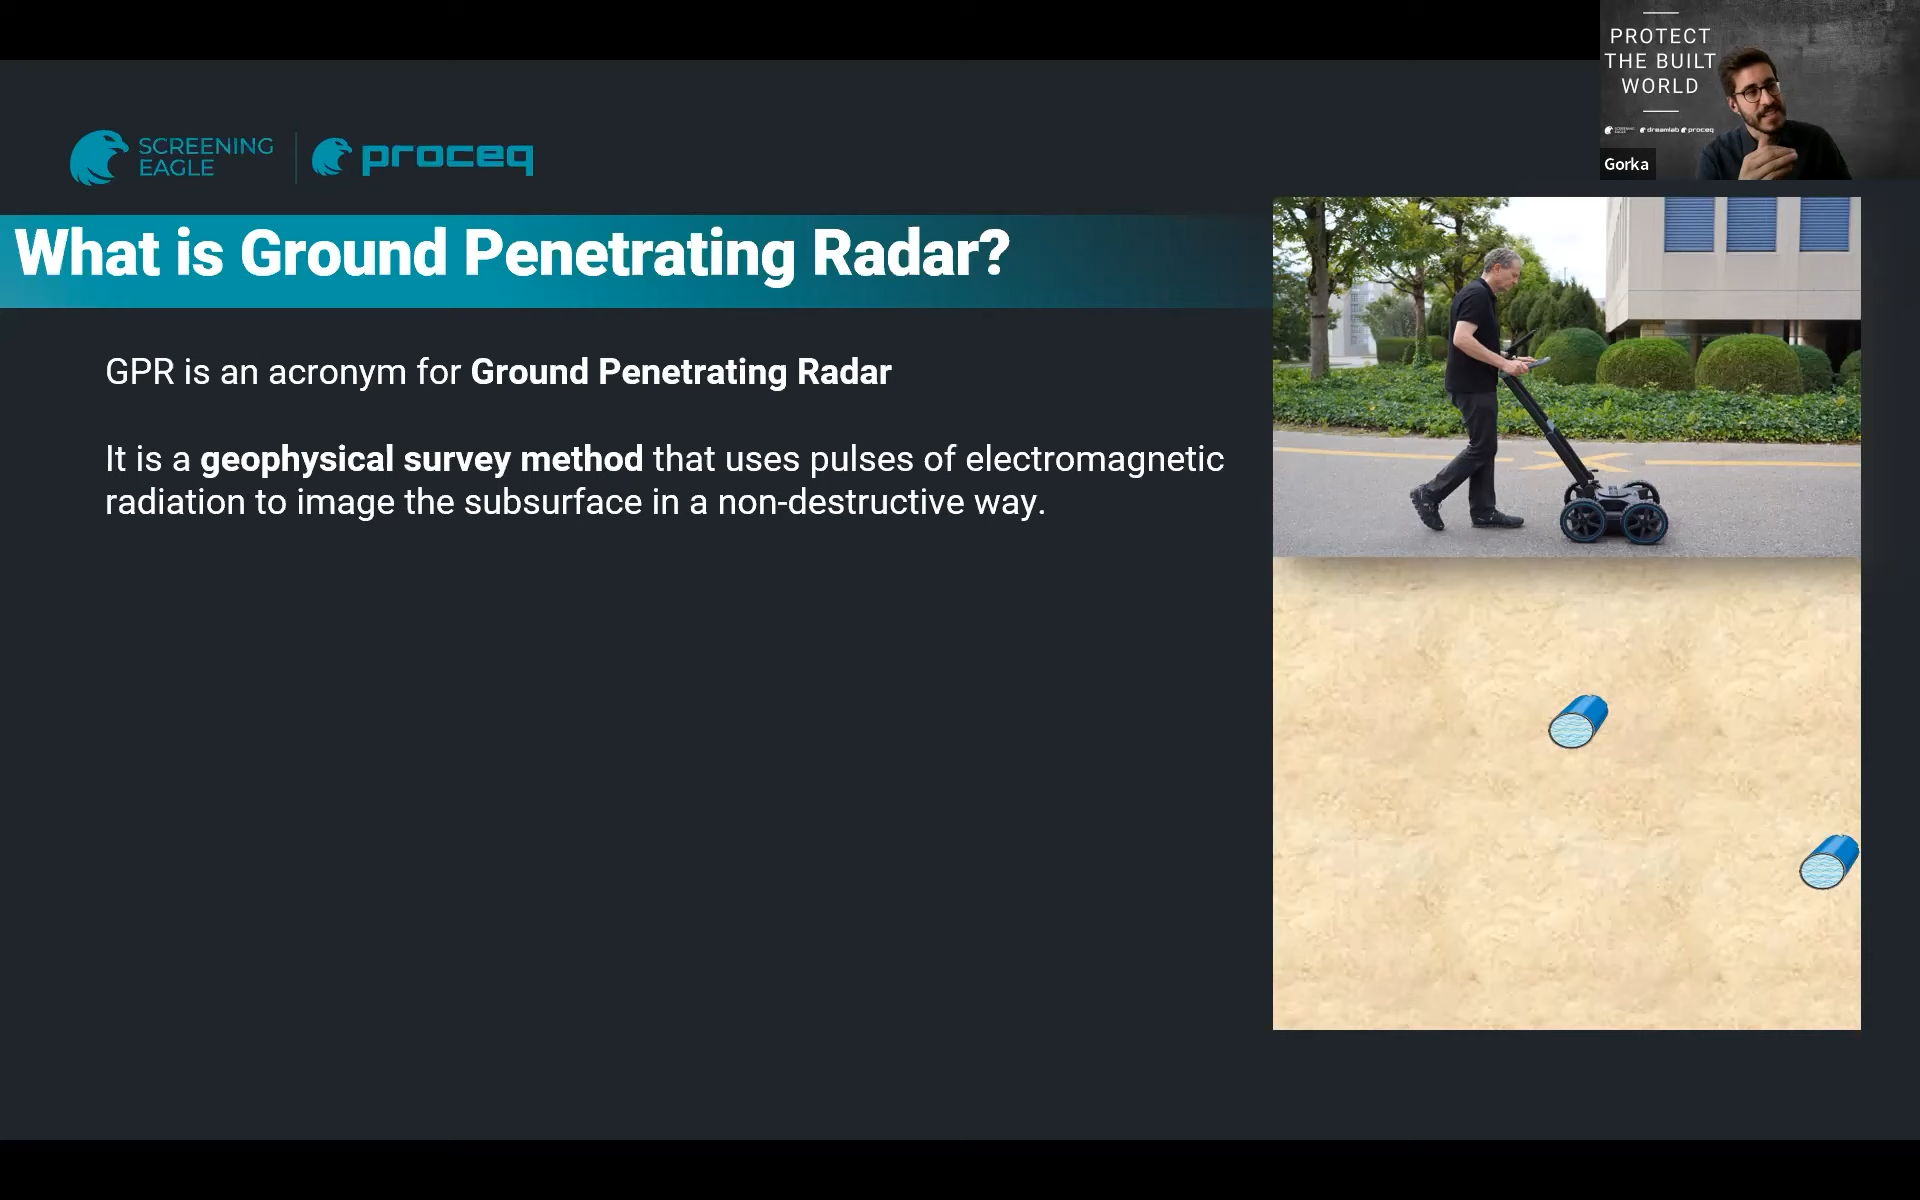 PROTECT
THE BUILT
WORLD
dreamlab proceq
Gorka
SCREENING
EAGLE
proceq
What is Ground Penetrating Radar?
GPR is an acronym for Ground Penetrating Radar
It is a geophysical survey method that uses pulses of electromagnetic
radiation to image the subsurface in a non-destructive way.